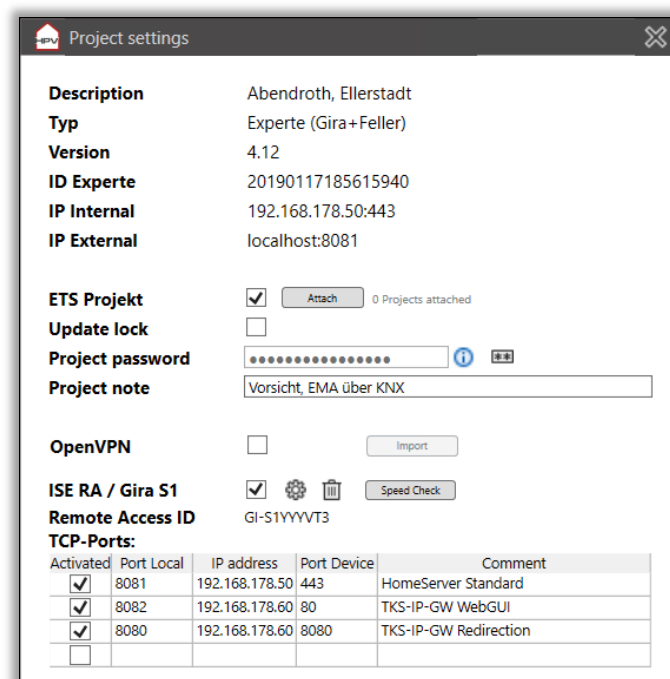 HPV Project settings
Description Abendroth, Ellerstadt
Typ Experte (Gira+Feller)
Version 4.12
ID Experte 20190117185615940
IP Internal 192.168.178.50:443
IP External localhost:8081
ETS Projekt Attach 0 Projects attached
Update lock
Project password ●●●●●●●●●●●●●●●● **
Project note Vorsicht, EMA über KNX
OpenVPN Import
ISE RA / Gira S1 Speed Check
Remote Access ID GI-S1YYYVT3
TCP-Ports:
Activated Port Local IP address Port Device Comment
8081 192.168.178.50 443 HomeServer Standard
8082 192.168.178.60 80 TKS-IP-GW WebGUI
8080 192.168.178.60 8080 TKS-IP-GW Redirection